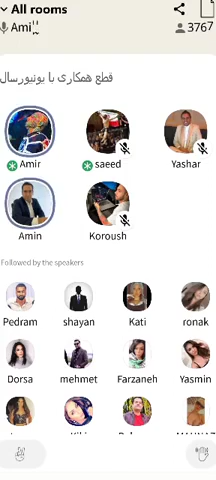 All rooms
Ami
3767
قطع همکاری با یونیورسال
Amir
saeed
Yashar
Amin
Koroush
Followed by the speakers
Pedram
shayan
Kati
ronak
Dorsa
mehmet
Farzaneh
Yasmin